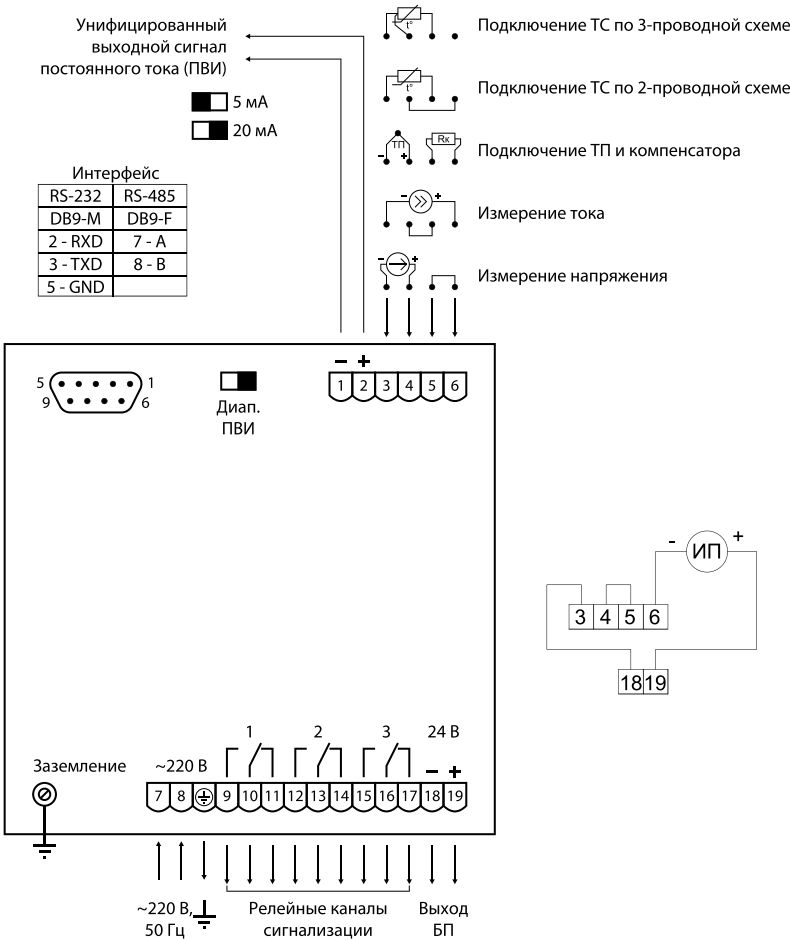 Унифицированный
выходной сигнал
постоянного тока (ПВИ)
5 мА
20 мА
t°
Подключение ТС по 3-проводной схеме
t°
Подключение ТС по 2-проводной схеме
ТП
- +
Rк
Подключение ТП и компенсатора
- +
Измерение тока
- +
Измерение напряжения
Интерфейс
RS-232 RS-485
DB9-M DB9-F
2 - RXD 7 - A
3 - TXD 8 - B
5 - GND
5 1
9 6
Диап.
ПВИ
– +
1 2 3 4 5 6
- ИП +
3 4 5 6
18 19
1 2 3 24 В
Заземление
~220 В
– +
7 8 9 10 11 12 13 14 15 16 17 18 19
~220 В,
50 Гц
Релейные каналы
сигнализации
Выход
БП